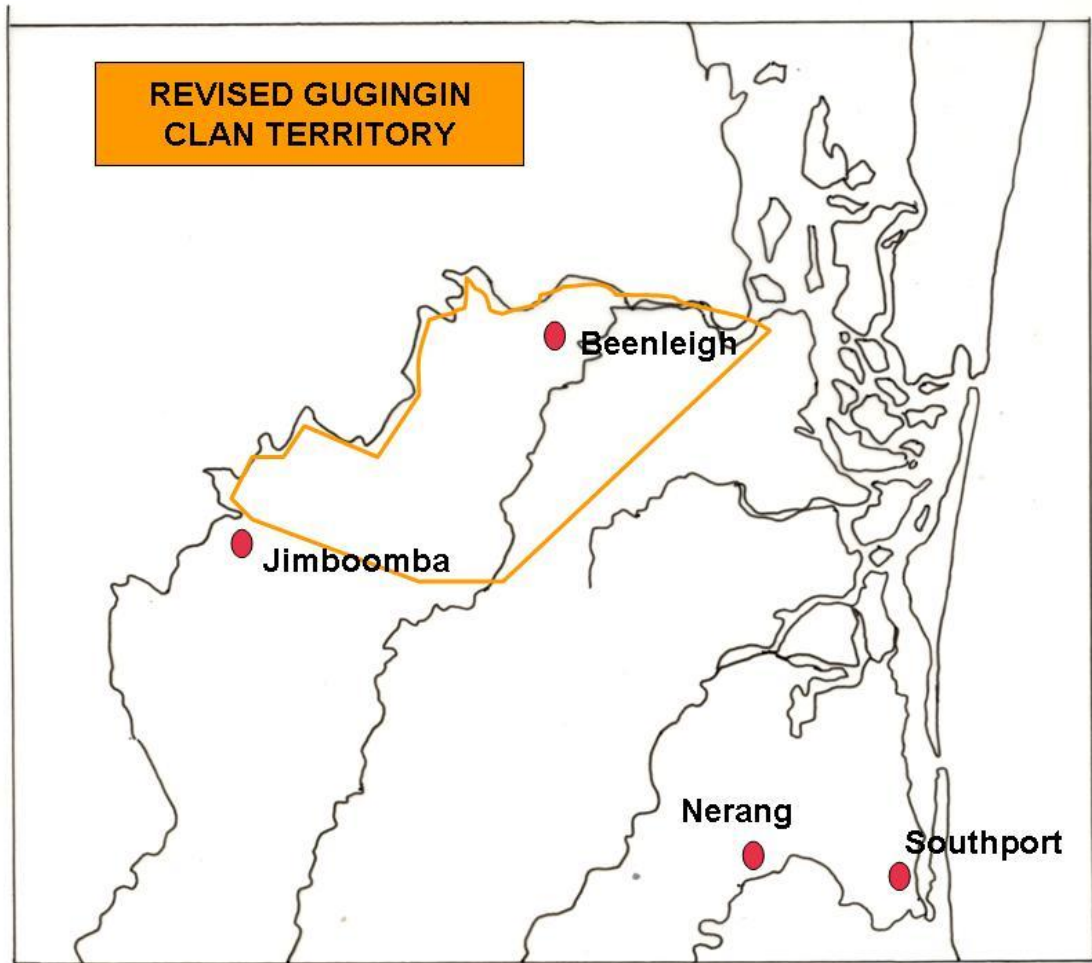 REVISED GUGINGIN
CLAN TERRITORY
Beenleigh
Jimboomba
Nerang
Southport